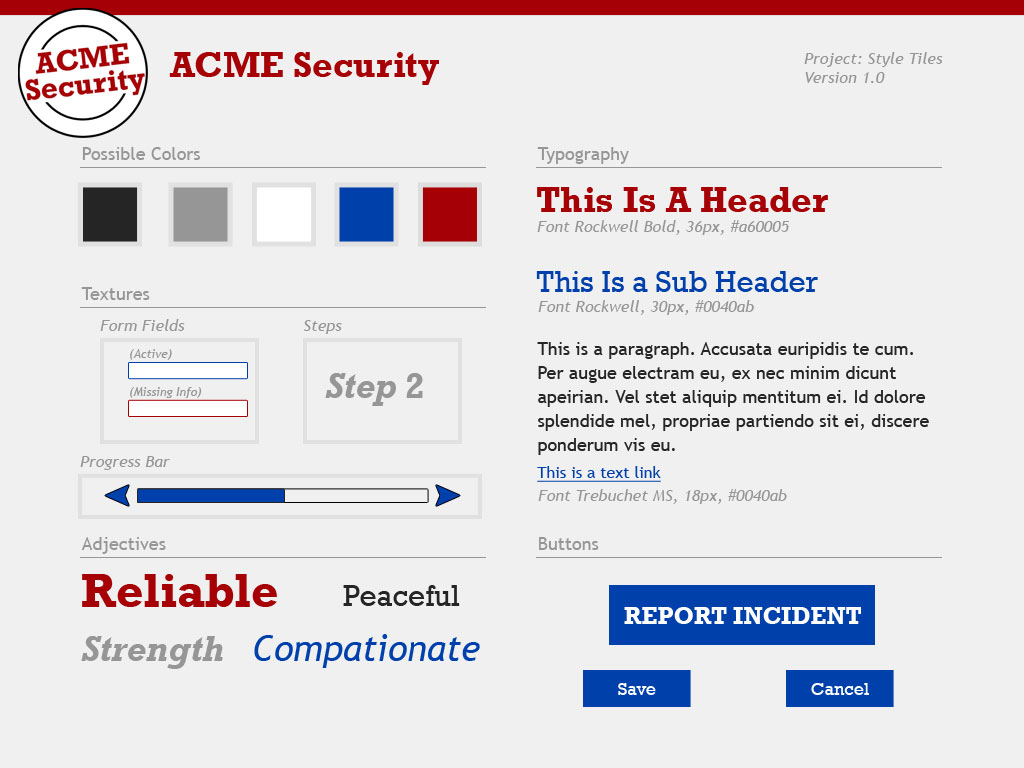 ACME
Security
ACME Security
Project: Style Tiles
Version 1.0
Possible Colors
Textures
Form Fields
Steps
(Active)
(Missing Info)
Step 2
Progress Bar
Adjectives
Reliable
Peaceful
Strength
Compationate
Typography
This Is A Header
Font Rockwell Bold, 36px, #a60005
This Is a Sub Header
Font Rockwell, 30px, #0040ab
This is a paragraph. Accusata euripidis te cum.
Per augue electram eu, ex nec minim dicunt
apeirian. Vel stet aliquip mentitum ei. Id dolore
splendide mel, propriae partiendo sit ei, discere
ponderum vis eu.
This is a text link
Font Trebuchet MS, 18px, #0040ab
Buttons
REPORT INCIDENT
Save
Cancel